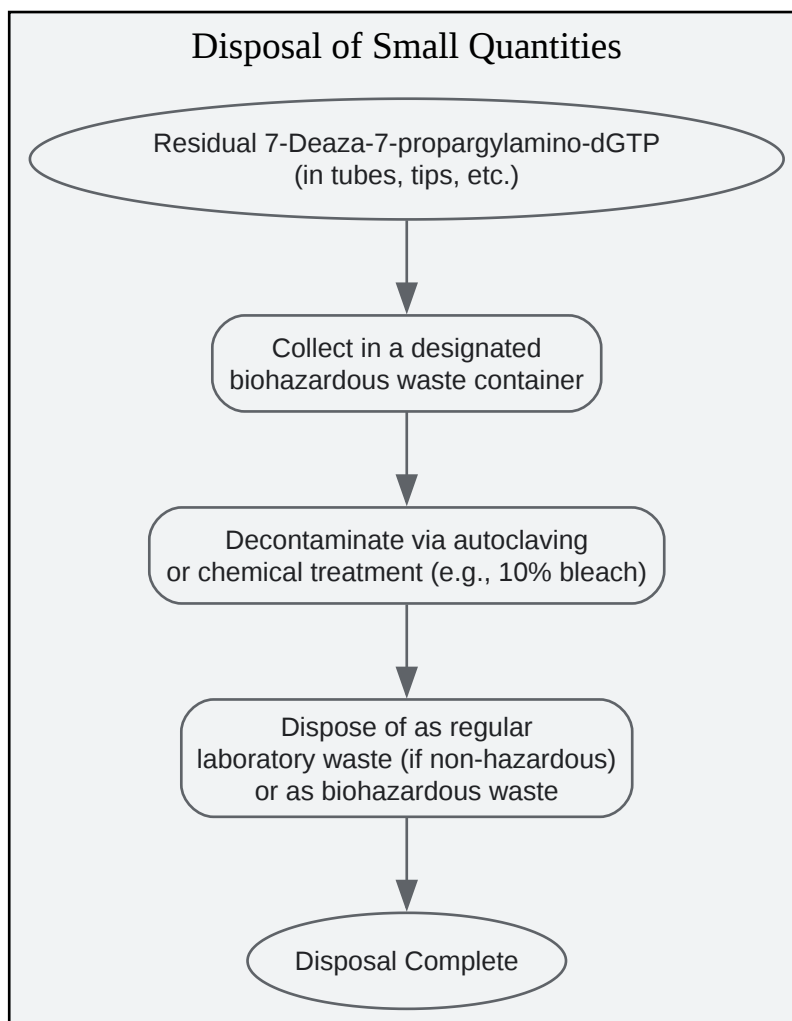 Disposal of Small Quantities
Residual 7-Deaza-7-propargylamino-dGTP
(in tubes, tips, etc.)
Collect in a designated
biohazardous waste container
Decontaminate via autoclaving
or chemical treatment (e.g., 10% bleach)
Dispose of as regular
laboratory waste (if non-hazardous)
or as biohazardous waste
Disposal Complete